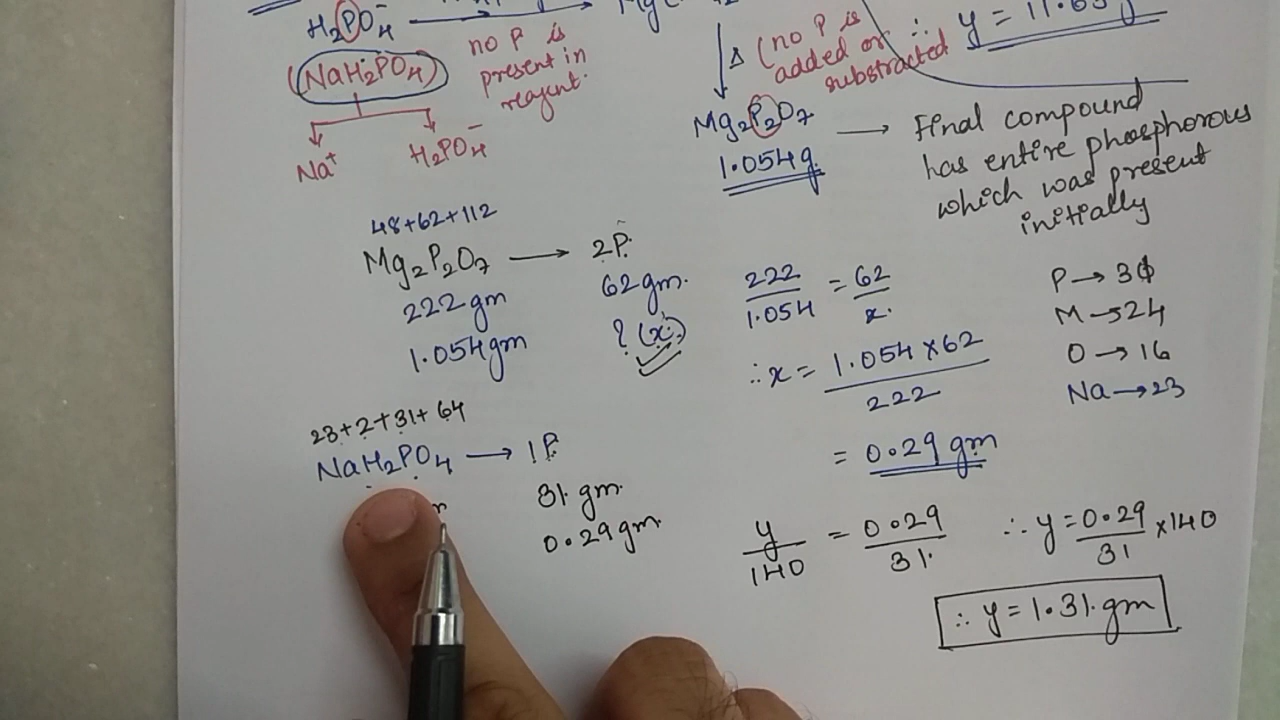 H₂PO₄⁻
y = 11.65 g
(NaH₂PO₄)
no P is
present in
reagent.
Δ (no P is
added or ∴
substracted
Na⁺
H₂PO₄⁻
Mg₂P₂O₇ → Final compound
has entire phosphorous
which was present
initially
1.054g.
48+62+112
Mg₂P₂O₇ → 2P.
222 gm
62 gm.
1.054 gm
? (x.)
222/1.054 = 62/x.
∴ x = 1.054 × 62/222
= 0.29 gm
P → 31
M → 24
O → 16
Na → 23
23+2+31+64
NaH₂PO₄ → 1P.
31. gm.
0.29 gm.
y/140 = 0.029/31. ∴ y = 0.29/31 × 140
∴ y = 1.31. gm